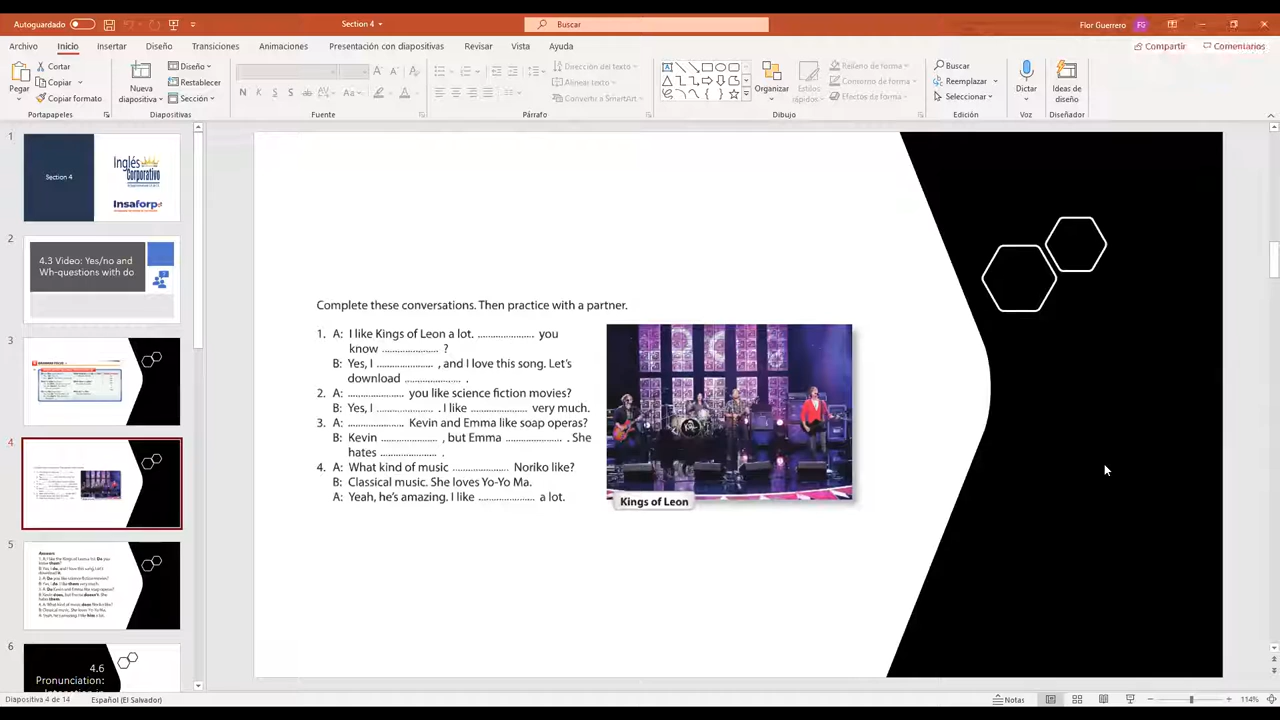 Autoguardado
Section 4
Buscar
Flor Guerrero
FG
Archivo
Inicio
Insertar
Diseño
Transiciones
Animaciones
Presentación con diapositivas
Revisar
Vista
Ayuda
Compartir
Comentarios
Pegar
Cortar
Copiar
Copiar formato
Portapapeles
Nueva diapositiva
Diseño
Restablecer
Sección
Diapositivas
Fuente
Dirección del texto
Alinear texto
Convertir a SmartArt
Párrafo
Organizar
Estilos rápidos
Relleno de forma
Contorno de forma
Efectos de forma
Dibujo
Buscar
Reemplazar
Seleccionar
Edición
Dictar
Voz
Ideas de diseño
Diseñador
1
Section 4
Inglés
Corporativo
Insaforp
2
4.3 Video: Yes/no and
Wh-questions with do
3
4
5
Answers
6
4.6
Pronunciation:
Complete these conversations. Then practice with a partner.
1. A: I like Kings of Leon a lot. .................... you
know .................... ?
B: Yes, I .................... , and I love this song. Let's
download .................... .
2. A: .................... you like science fiction movies?
B: Yes, I .................... . I like .................... very much.
3. A: .................... Kevin and Emma like soap operas?
B: Kevin .................... , but Emma .................... . She
hates .................... .
4. A: What kind of music .................... Noriko like?
B: Classical music. She loves Yo-Yo Ma.
A: Yeah, he's amazing. I like .................... a lot.
Kings of Leon
Diapositiva 4 de 14
Español (El Salvador)
Notas
114%